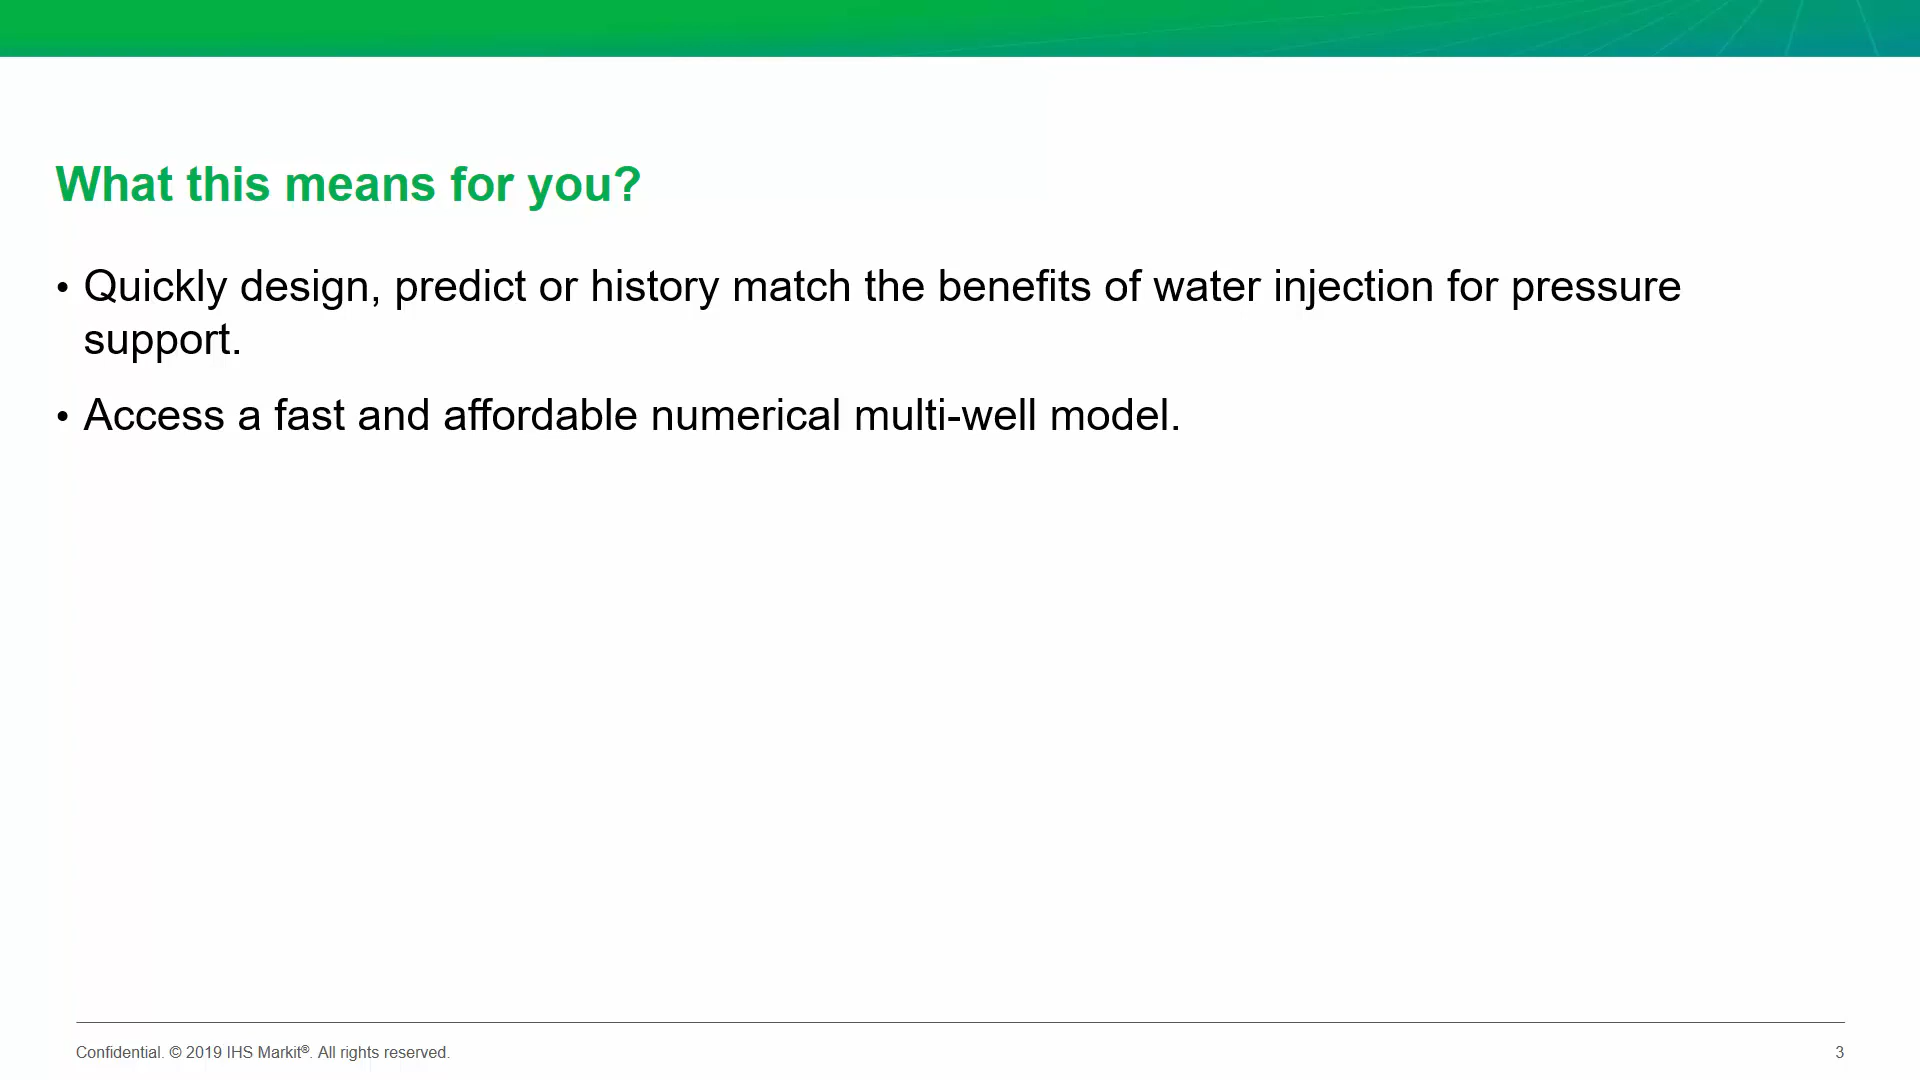 What this means for you?
• Quickly design, predict or history match the benefits of water injection for pressure
support.
• Access a fast and affordable numerical multi-well model.
Confidential. © 2019 IHS Markit®. All rights reserved.
3